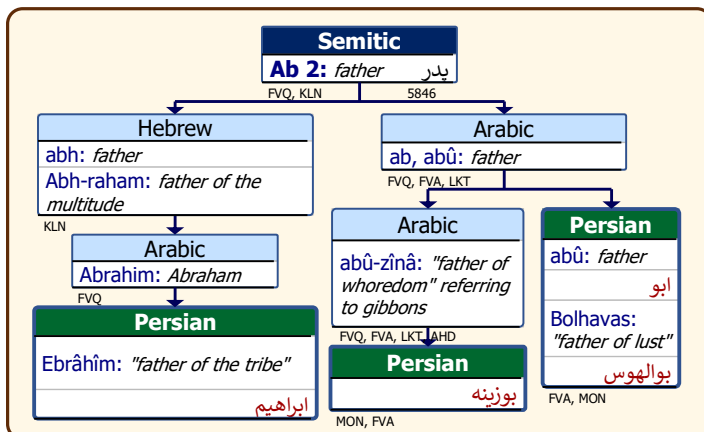 Semitic
Ab 2: father پدر
FVQ, KLN 5846
Hebrew
abh: father
Abh-raham: father of the
multitude
KLN
Arabic
Abrahim: Abraham
FVQ
Persian
Ebrâhîm: "father of the tribe"
ابراهیم
Arabic
ab, abû: father
FVQ, FVA, LKT
Arabic
abû-zînâ: "father of
whoredom" referring
to gibbons
FVQ, FVA, LKT, AHD
Persian
بوزینه
MON, FVA
Persian
abû: father
ابو
Bolhavas:
"father of lust"
بوالهوس
FVA, MON